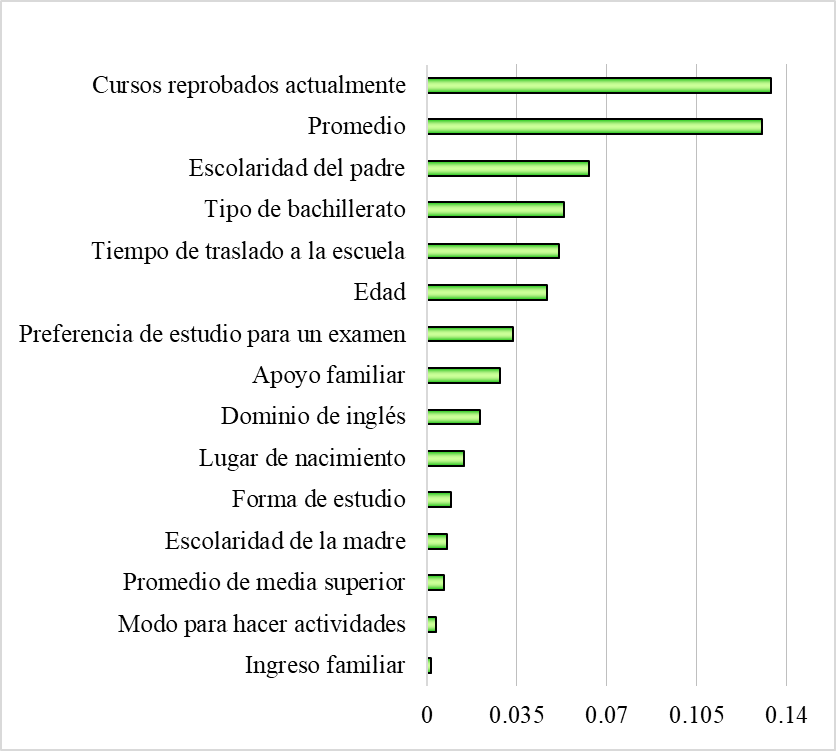 Cursos reprobados actualmente
Promedio
Escolaridad del padre
Tipo de bachillerato
Tiempo de traslado a la escuela
Edad
Preferencia de estudio para un examen
Apoyo familiar
Dominio de inglés
Lugar de nacimiento
Forma de estudio
Escolaridad de la madre
Promedio de media superior
Modo para hacer actividades
Ingreso familiar
0 0.035 0.07 0.105 0.14